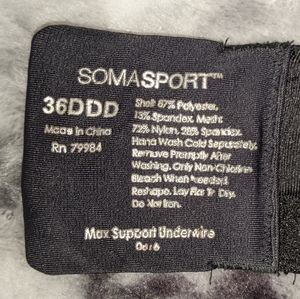 SOMASPORT™
36DDD
Made in China
Rn 79984
Shell: 87% Polyester,
13% Spandex. Mesh:
72% Nylon, 28% Spandex.
Hand Wash Cold Separately.
Remove Promptly After
Washing. Only Non-Chlorine
Bleach When Needed.
Reshape. Lay Flat To Dry.
Do Not Iron.
Max Support Underwire